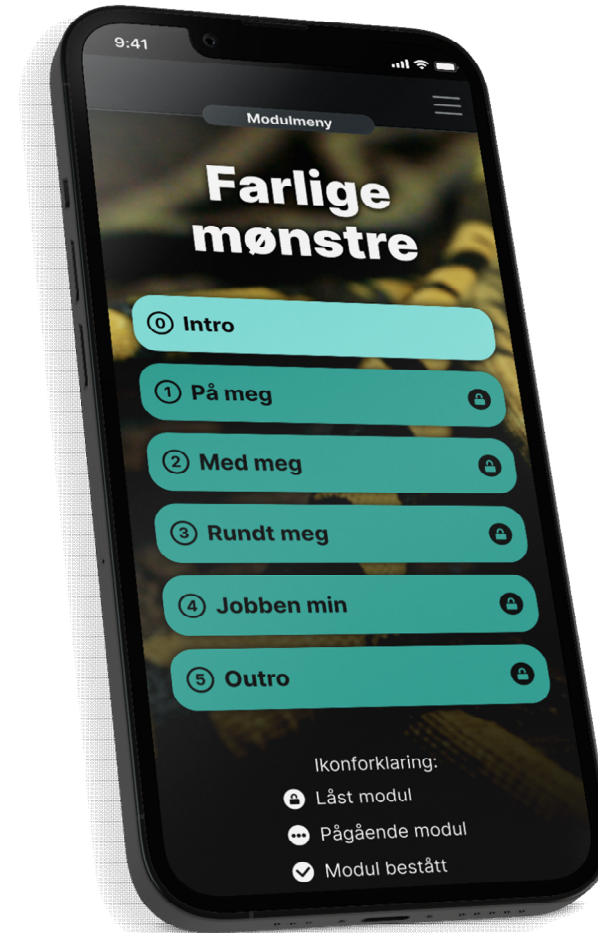 9:41
Modulmeny
Farlige
mønstre
0 Intro
1 På meg
2 Med meg
3 Rundt meg
4 Jobben min
5 Outro
Ikonforklaring:
Låst modul
Pågående modul
Modul bestått